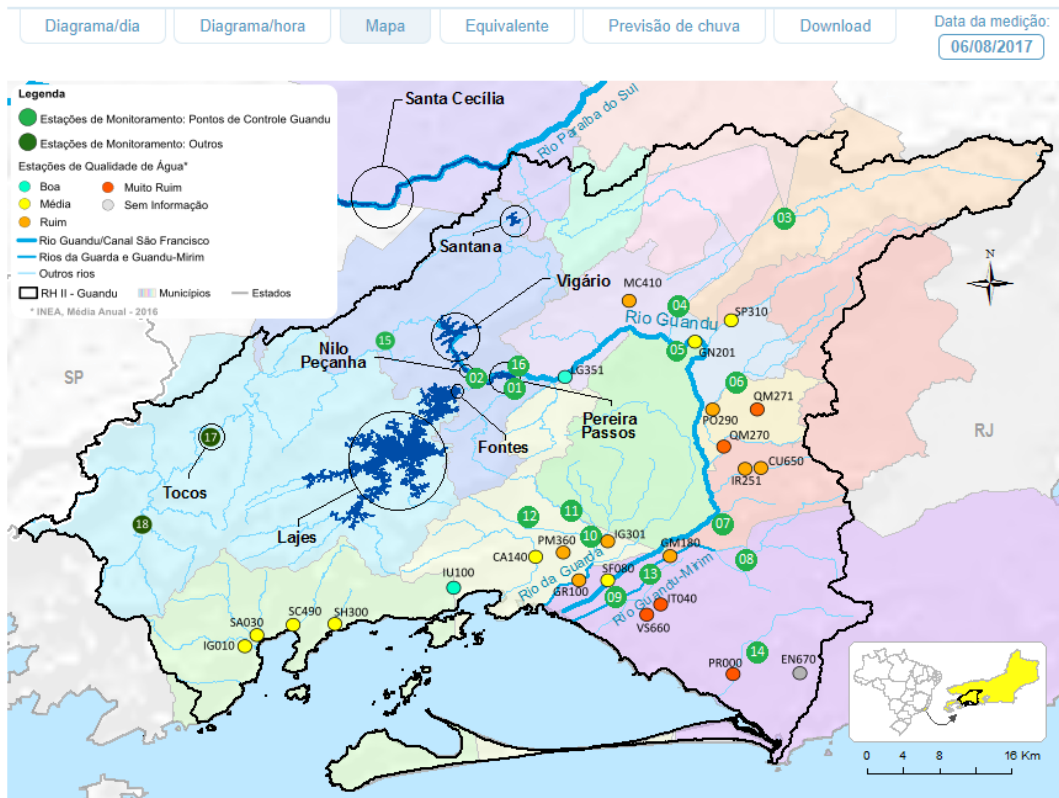 Diagrama/dia
Diagrama/hora
Mapa
Equivalente
Previsão de chuva
Download
Data da medição:
06/08/2017
Legenda
Estações de Monitoramento: Pontos de Controle Guandu
Estações de Monitoramento: Outros
Estações de Qualidade de Água*
Boa
Muito Ruim
Média
Sem Informação
Ruim
Rio Guandu/Canal São Francisco
Rios da Guarda e Guandu-Mirim
Outros rios
RH II - Guandu
Municípios
Estados
* INEA, Média Anual - 2016
Santa Cecília
Rio Paraíba do Sul
Santana
03
N
Vigário
MC410
04
SP310
Rio Guandu
15
Nilo
Peçanha
05
GN201
SP
16
02
01
LG351
06
QM271
PO290
Pereira
Passos
RJ
17
Fontes
QM270
CU650
IR251
Tocos
18
Lajes
12
11
07
10
IG301
PM360
GM180
CA140
08
Rio da Guarda
SF080
13
Rio Guandu-Mirim
IU100
GR100
09
IT040
VS660
SC490
SH300
SA030
IG010
14
PR000
EN670
0 4 8 16 Km